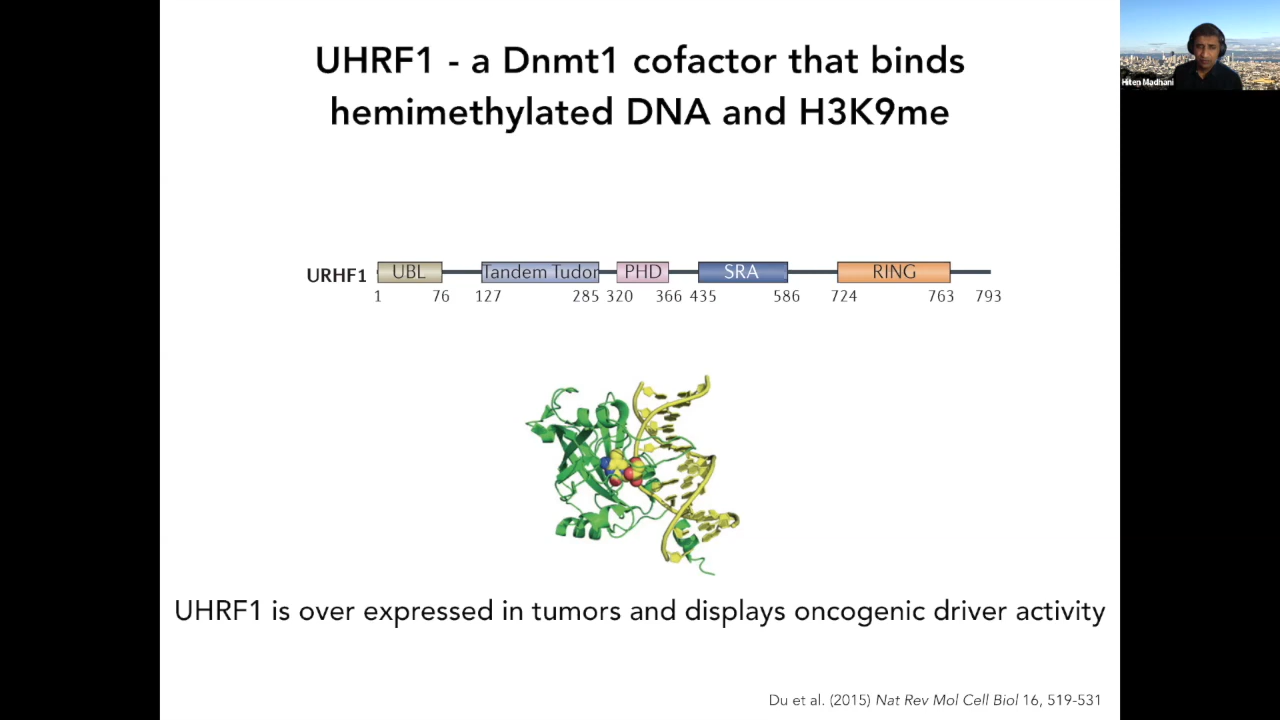 UHRF1 - a Dnmt1 cofactor that binds
hemimethylated DNA and H3K9me
Hiten Madhani
URHF1 UBL Tandem Tudor PHD SRA RING
1 76 127 285 320 366 435 586 724 763 793
UHRF1 is over expressed in tumors and displays oncogenic driver activity
Du et al. (2015) Nat Rev Mol Cell Biol 16, 519-531